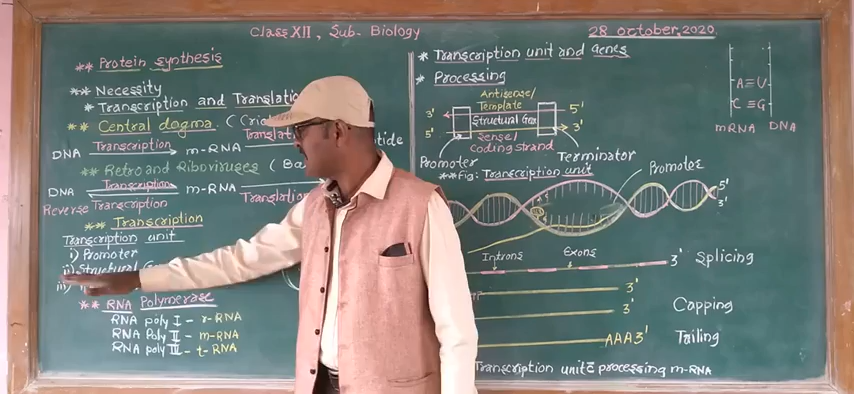 Class XII, Sub- Biology
28 october, 2020
** Protein synthesis
** Necessity
* Transcription and Translati
** Central dogma. (Cric
DNA Transcription m-RNA Translat tide
** Retro and Riboviruses (Ba
DNA Transcription m-RNA Translation
Reverse Transcription
** Transcription
Transcription unit
i) Promoter
ii) Structural G
iii)
** RNA Polymerase
RNA poly I - r-RNA
RNA Poly II - m-RNA
RNA poly III - t-RNA
* Transcription unit and Genes
* Processing
Antisense/
Template
3' 5'
Structural Gene
5' 3'
Sense/
Coding strand
Promoter Terminator
**Fig: Transcription unit
Promoter
5'
3'
Introns Exons
3' Splicing
3'
3' Capping
AAA3' Tailing
Transcription unit c̄ processing m-RNA
A≡U
C≡G
mRNA DNA